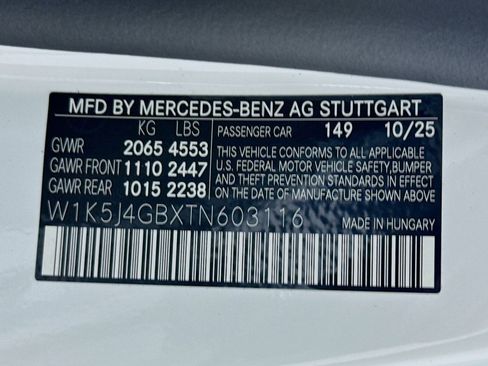 MFD BY MERCEDES-BENZ AG STUTTGART
KG LBS PASSENGER CAR 149 10/25
GVWR 2065 4553 THIS VEHICLE CONFORMS TO ALL APPLICABLE
GAWR FRONT 1110 2447 U.S. FEDERAL MOTOR VEHICLE SAFETY,BUMPER
GAWR REAR 1015 2238 AND THEFT PREVENTION STANDARDS IN EFFECT ON THE DATE OF MANUFACTURE SHOWN ABOVE
W1K5J4GBXTN603116 MADE IN HUNGARY